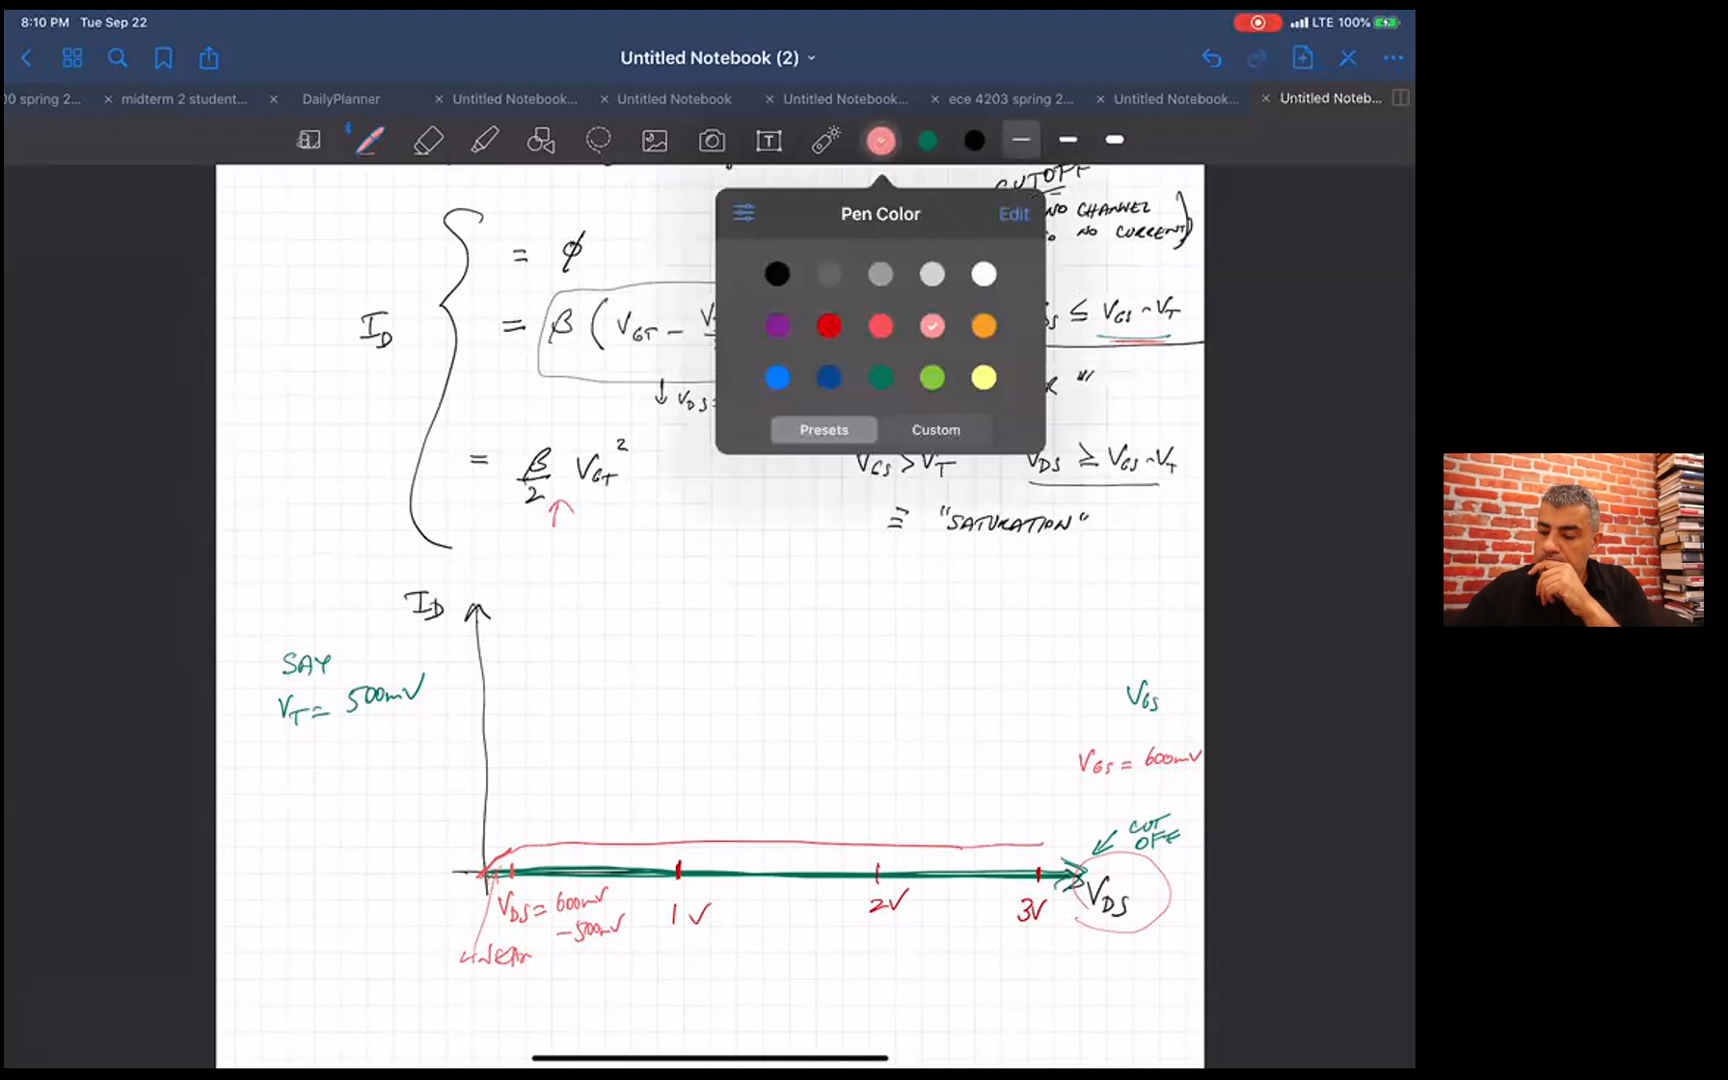 8:10 PM Tue Sep 22
LTE 100%
Untitled Notebook (2)
00 spring 2...
midterm 2 student...
DailyPlanner
Untitled Notebook...
Untitled Notebook
Untitled Notebook...
ece 4203 spring 2...
Untitled Notebook...
Untitled Noteb...
Pen Color
Edit
Presets
Custom
CUTOFF
NO CHANNEL
NO CURRENT)
I_D
= ϕ
= β (V_GT - V
≤ V_GS - V_T
↓ V_DS =
= β/2 V_GT^2
V_GS > V_T V_DS ≥ V_GS - V_T
⇒ "SATURATION"
I_D
SAY
V_T = 500mV
V_GS
V_GS = 600mV
CUT
OFF
V_DS = 600mV
- 500mV
1V
2V
3V
V_DS
LINEAR